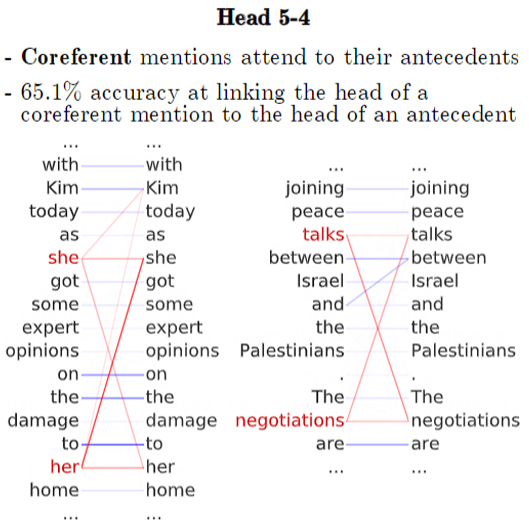 Head 5-4
- Coreferent mentions attend to their antecedents
- 65.1% accuracy at linking the head of a
coreferent mention to the head of an antecedent
... ...
with with
Kim Kim
today today
as as
she she
got got
some some
expert expert
opinions opinions
on on
the the
damage damage
to to
her her
home home
... ...
... ...
joining joining
peace peace
talks talks
between between
Israel Israel
and and
the the
Palestinians Palestinians
. .
The The
negotiations negotiations
are are
... ...